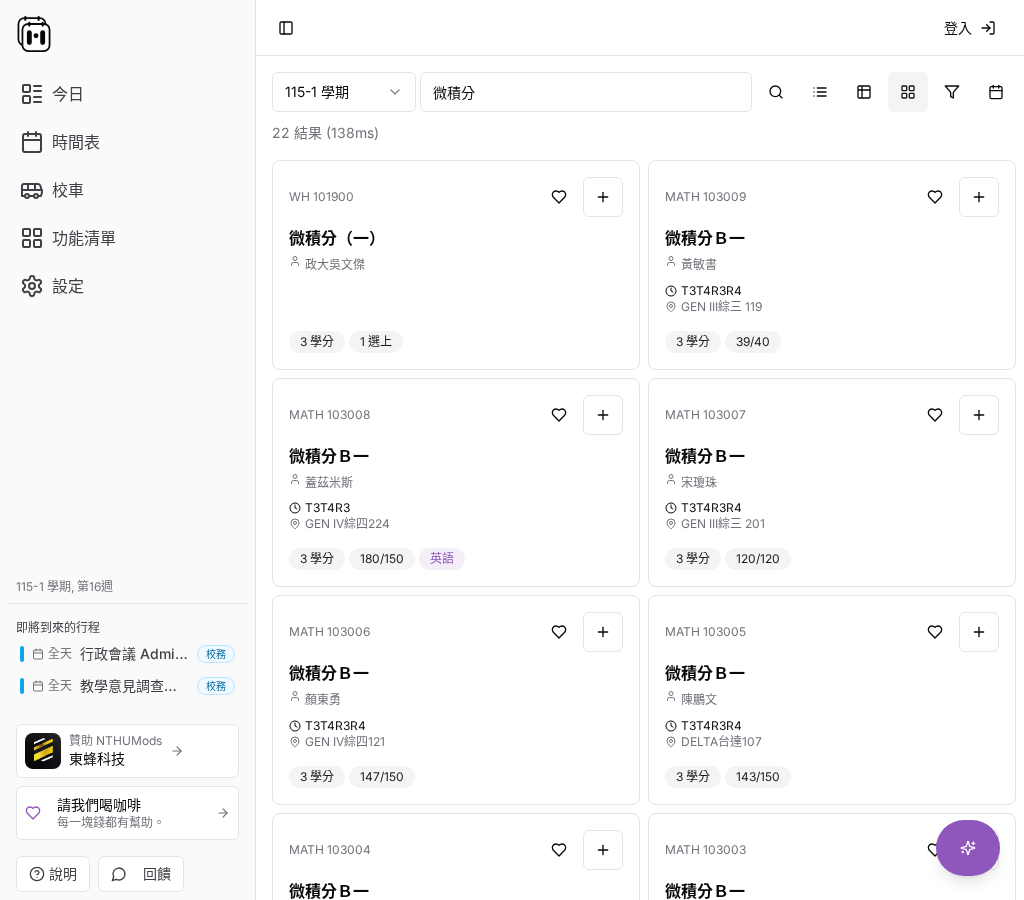 今日
時間表
校車
功能清單
設定
115-1 學期, 第16週
即將到來的行程
全天 行政會議 Admi... 校務
全天 教學意見調查... 校務
贊助 NTHUMods
東蜂科技
請我們喝咖啡
每一塊錢都有幫助。
說明 回饋
登入
115-1 學期 微積分
22 結果 (138ms)
WH 101900
微積分（一）
政大吳文傑
3 學分 1 選上
MATH 103009
微積分Ｂ一
黃敏書
T3T4R3R4
GEN III綜三 119
3 學分 39/40
MATH 103008
微積分Ｂ一
蓋茲米斯
T3T4R3
GEN IV綜四224
3 學分 180/150 英語
MATH 103007
微積分Ｂ一
宋瓊珠
T3T4R3R4
GEN III綜三 201
3 學分 120/120
MATH 103006
微積分Ｂ一
顏東勇
T3T4R3R4
GEN IV綜四121
3 學分 147/150
MATH 103005
微積分Ｂ一
陳鵬文
T3T4R3R4
DELTA台達107
3 學分 143/150
MATH 103004
微積分Ｂ一
MATH 103003
微積分Ｂ一